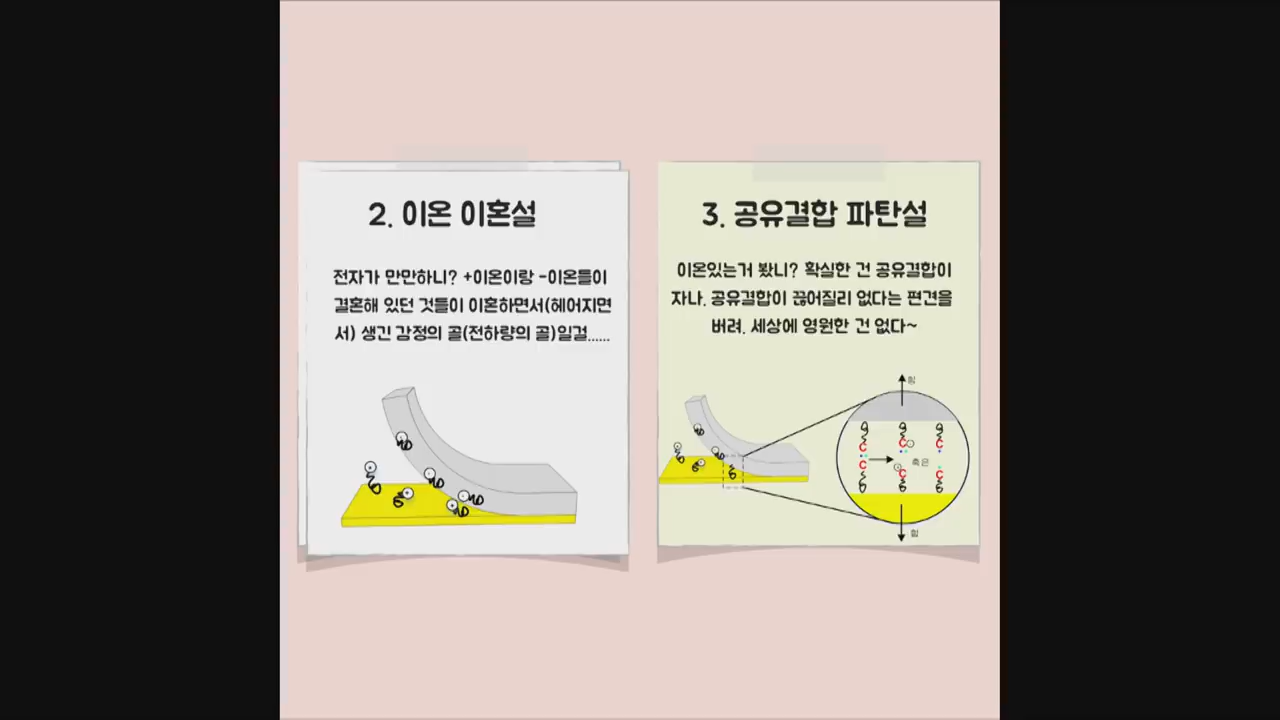 2. 이온 이혼설
전자가 만만하니? +이온이랑 -이온들이
결혼해 있던 것들이 이혼하면서(헤어지면
서) 생긴 감정의 골(전하량의 골)일걸......
3. 공유결합 파탄설
이온있는거 봤니? 확실한 건 공유결합이
자나. 공유결합이 끊어질리 없다는 편견을
버려. 세상에 영원한 건 없다~
힘
C
C
C
C
C
C
혹은
힘